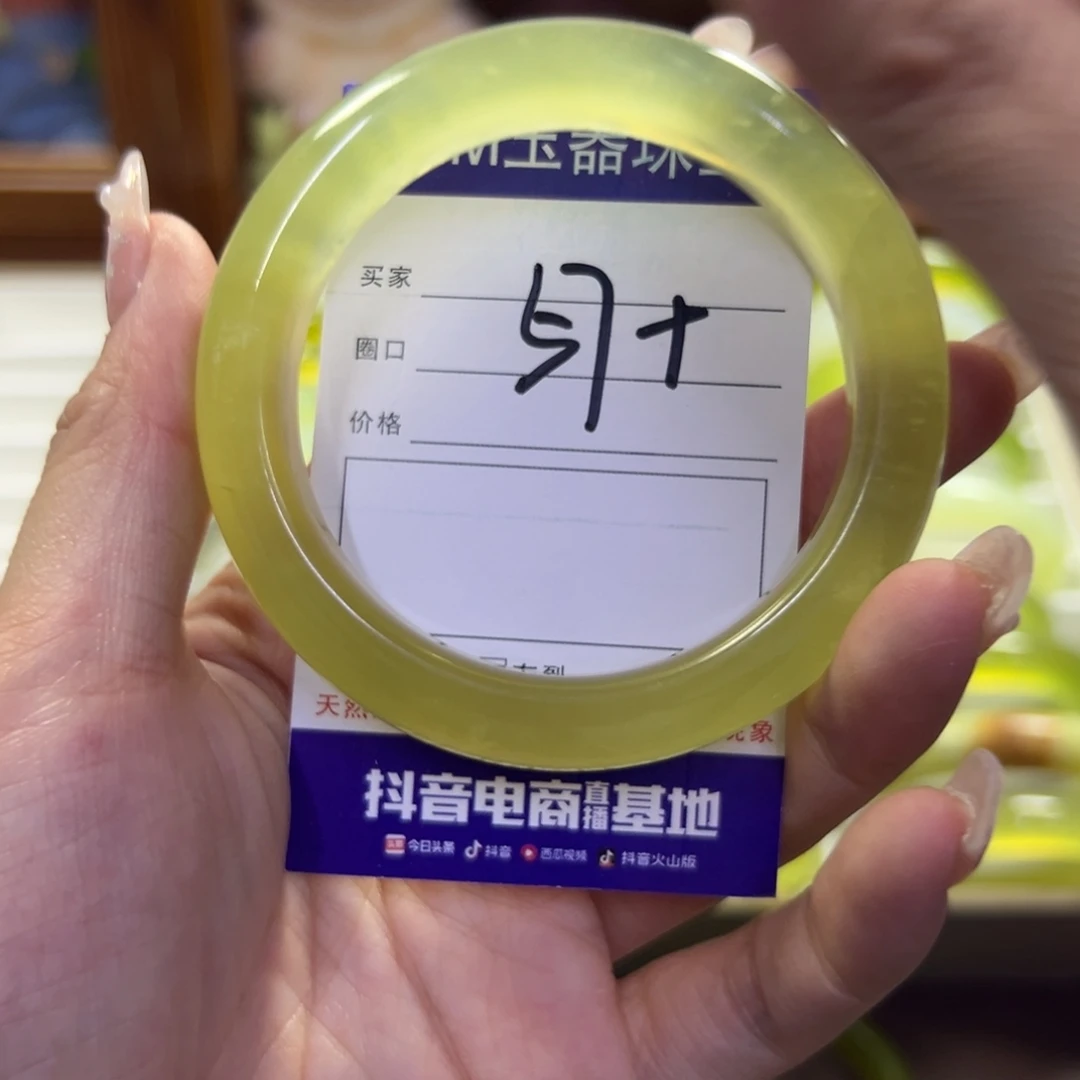 M玉器珠
买家
圈口
价格
天然
象
抖音电商直播基地
今日头条 抖音 西瓜视频 抖音火山版